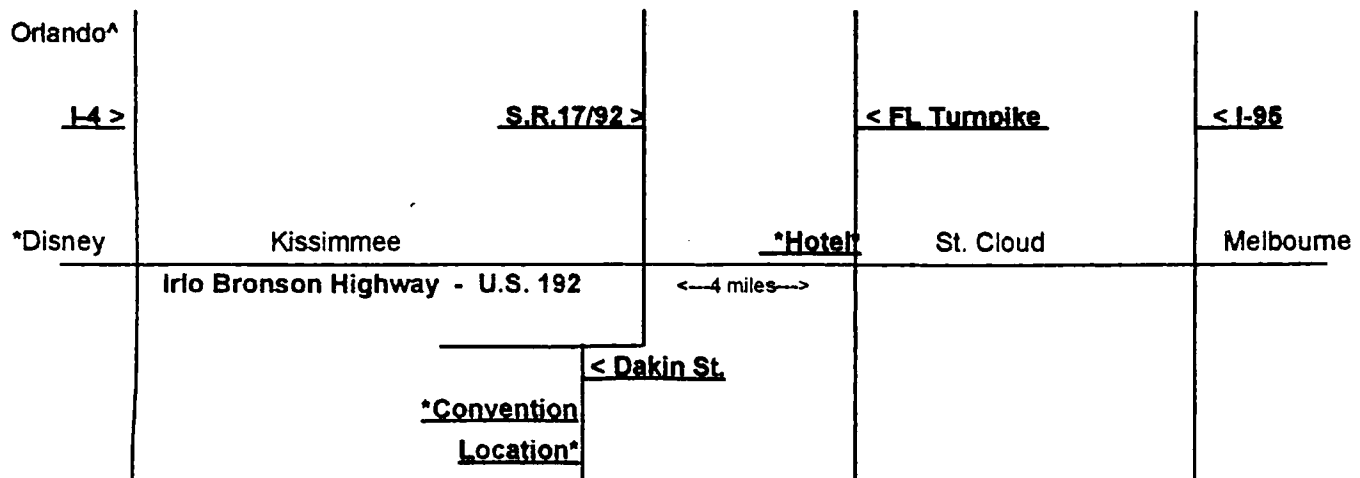 Orlando^
I-4 > S.R.17/92 > < FL Turnpike < I-95
*Disney Kissimmee *Hotel* St. Cloud Melbourne
Irlo Bronson Highway - U.S. 192 <---4 miles--->
< Dakin St.
*Convention
Location*